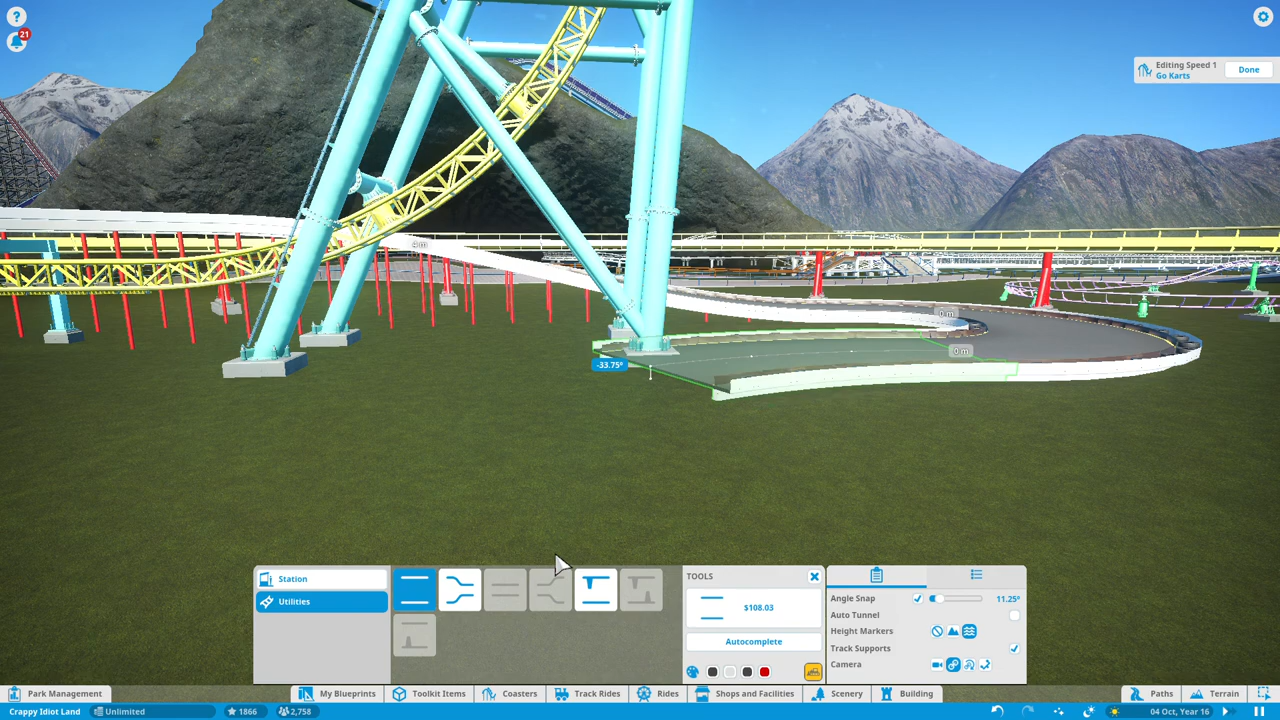 ?
21
Editing Speed 1
Go Karts
Done
4 m
0 m
0 m
-33.75°
Station
Utilities
TOOLS
$108.03
Autocomplete
Angle Snap
11.25°
Auto Tunnel
Height Markers
Track Supports
Camera
Park Management
My Blueprints
Toolkit Items
Coasters
Track Rides
Rides
Shops and Facilities
Scenery
Building
Paths
Terrain
Crappy Idiot Land
Unlimited
1866
2,758
04 Oct, Year 16